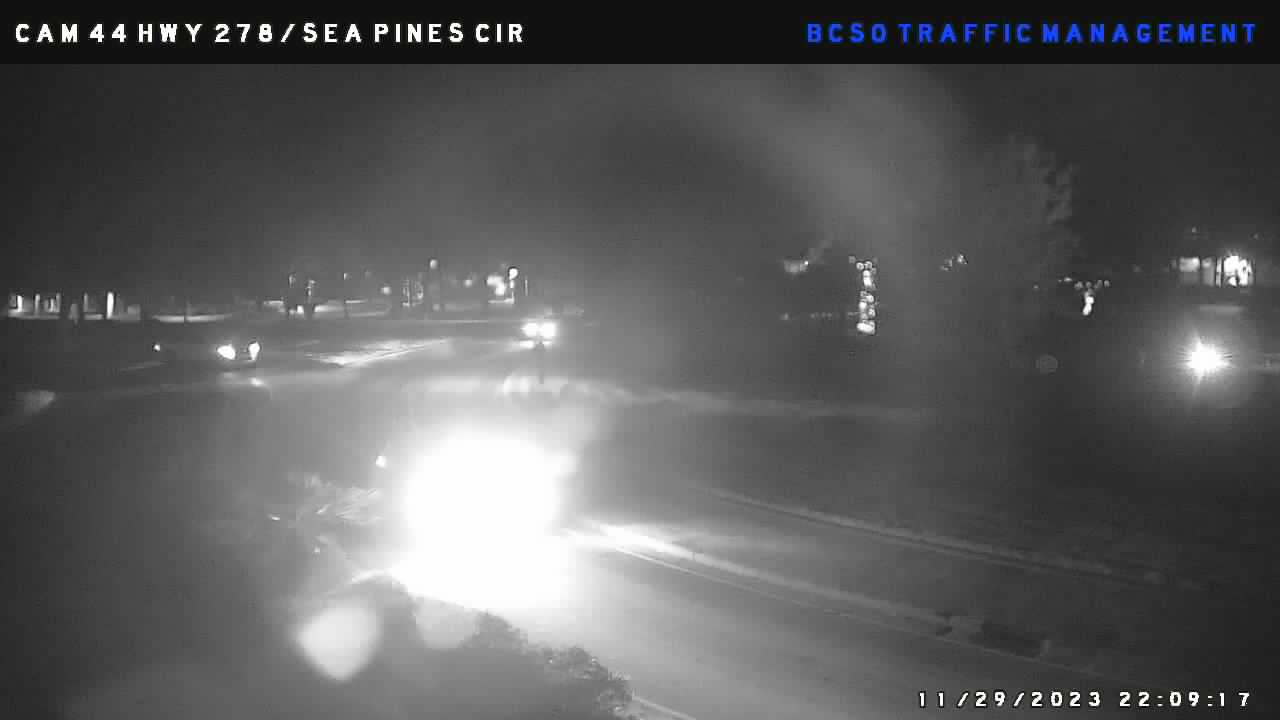 CAM 44 HWY 278/SEA PINES CIR
BCSO TRAFFIC MANAGEMENT
11/29/2023 22:09:17